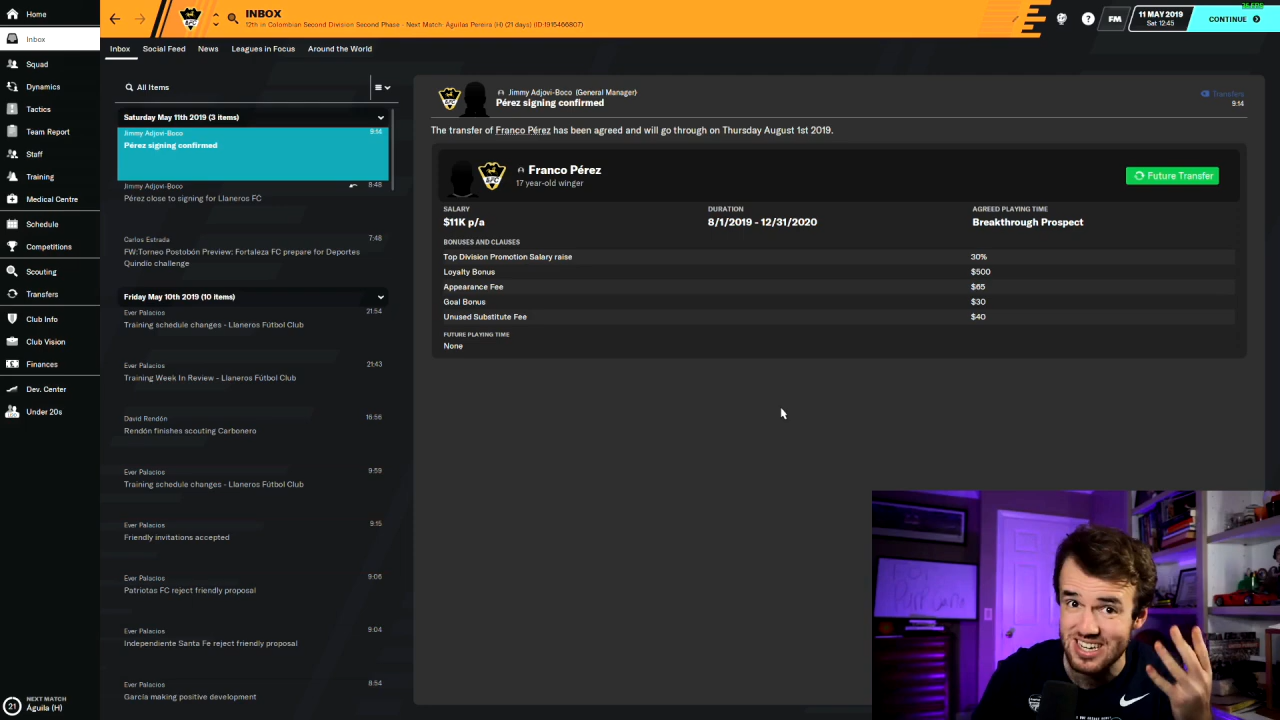 Home
Inbox
Squad
Dynamics
Tactics
Team Report
Staff
Training
Medical Centre
Schedule
Competitions
Scouting
Transfers
Club Info
Club Vision
Finances
Dev. Center
Under 20s
21
NEXT MATCH
Águila (H)
INBOX
12th in Colombian Second Division Second Phase - Next Match: Águilas Pereira (H) (21 days) (ID:1915466807)
FM
11 MAY 2019
Sat 12:45
CONTINUE
Inbox
Social Feed
News
Leagues in Focus
Around the World
All Items
Saturday May 11th 2019 (3 items)
Jimmy Adjovi-Boco 9:14
Pérez signing confirmed
Jimmy Adjovi-Boco 8:48
Pérez close to signing for Llaneros FC
Carlos Estrada 7:48
FW:Torneo Postobón Preview: Fortaleza FC prepare for Deportes
Quindío challenge
Friday May 10th 2019 (10 items)
Ever Palacios 21:54
Training schedule changes - Llaneros Fútbol Club
Ever Palacios 21:43
Training Week In Review - Llaneros Fútbol Club
David Rendón 16:56
Rendón finishes scouting Carbonero
Ever Palacios 9:59
Training schedule changes - Llaneros Fútbol Club
Ever Palacios 9:15
Friendly invitations accepted
Ever Palacios 9:06
Patriotas FC reject friendly proposal
Ever Palacios 9:04
Independiente Santa Fe reject friendly proposal
Ever Palacios 8:54
García making positive development
Jimmy Adjovi-Boco (General Manager)
Pérez signing confirmed
Transfers
9:14
The transfer of Franco Pérez has been agreed and will go through on Thursday August 1st 2019.
Franco Pérez
17 year-old winger
Future Transfer
SALARY
$11K p/a
DURATION
8/1/2019 - 12/31/2020
AGREED PLAYING TIME
Breakthrough Prospect
BONUSES AND CLAUSES
Top Division Promotion Salary raise 30%
Loyalty Bonus $500
Appearance Fee $65
Goal Bonus $30
Unused Substitute Fee $40
FUTURE PLAYING TIME
None